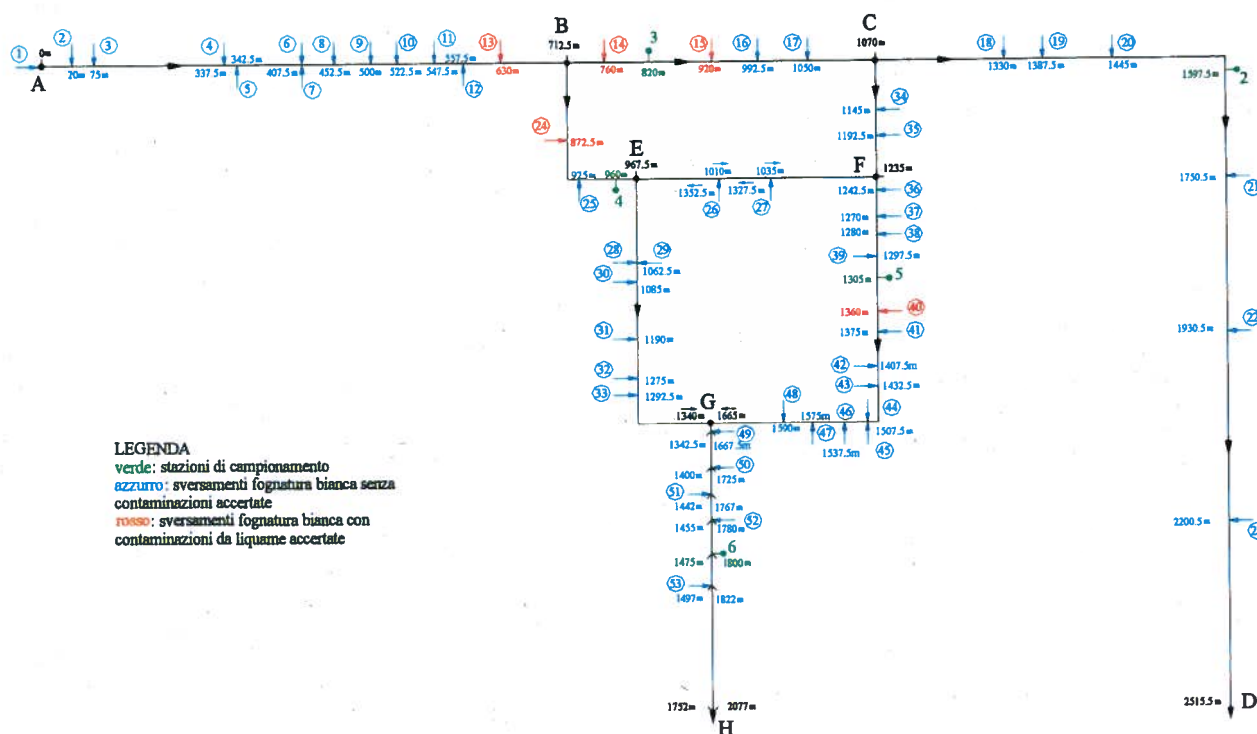 B
C
3
1 2 3 4 6 8 9 10 11 13 14 15 16 17 18 19 20
0m 342.5m 557.5m 712.5m 1070m
A 20m 75m 337.5m 407.5m 452.5m 500m 522.5m 547.5m 630m 760m 820m 920m 992.5m 1050m 1330m 1387.5m 1445m 1597.5m 2
5 7 12
34
1145m
24 35
872.5m 1192.5m
E F
967.5m 1010m 1035m 1235m
925m 960m 1750.5m
1352.5m 1327.5m 1242.5m 36
25 4 26 27
1270m 37
1280m 38
28 29 39 1297.5m
30 1062.5m 1305m 5
1085m
1360m 40
31 1375m 41 1930.5m
1190m
32 42 1407.5m
1275m 43 1432.5m
33 1292.5m
G 48 44
1340m 1665m 1575m 46
1590m 47 1507.5m
49 1537.5m 45
1342.5m 1667.5m
LEGENDA
verde: stazioni di campionamento
azzurro: sversamenti fognatura bianca senza
contaminazioni accertate
rosso: sversamenti fognatura bianca con
contaminazioni da liquame accertate
50
1400m 1725m
51
1442m 1767m
52 2200.5m
1455m 1780m
6
1475m 1800m
53
1497m 1822m
1752m 2077m 2515.5m D
H